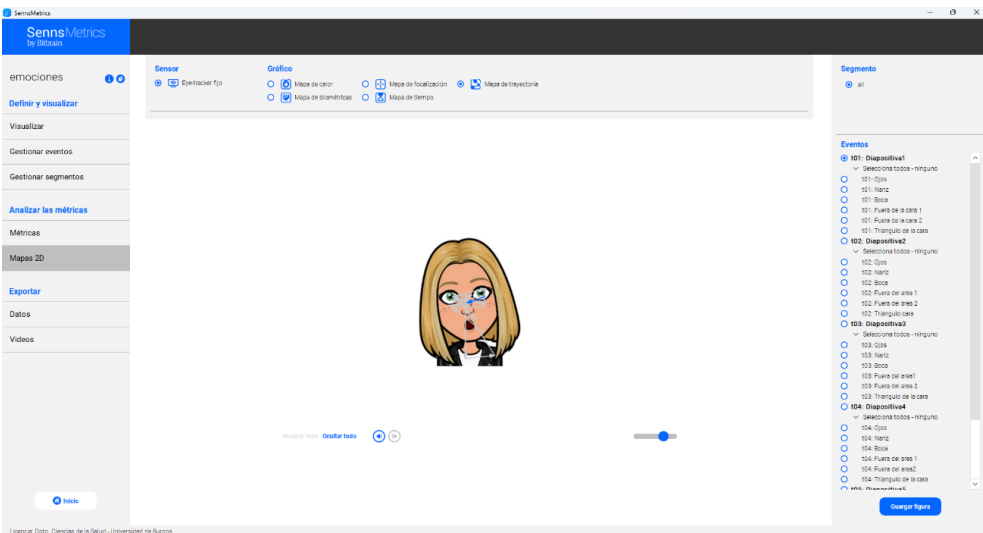 SennsMetrics
SennsMetrics
by Bitbrain
emociones
Definir y visualizar
Visualizar
Gestionar eventos
Gestionar segmentos
Analizar las métricas
Métricas
Mapas 2D
Exportar
Datos
Videos
Inicio
Licencia: Dpto. Ciencias de la Salud - Universidad de Burgos
Sensor
Eye-tracker fijo
Gráfico
Mapa de calor
Mapa de focalización
Mapa de trayectoria
Mapa de biométricas
Mapa de tiempo
Mostrar todo Ocultar todo
Segmento
all
Eventos
t01: Diapositiva1
Selecciona todos - ninguno
t01: Ojos
t01: Nariz
t01: Boca
t01: Fuera de la cara 1
t01: Fuera de la cara 2
t01: Triangulo de la cara
t02: Diapositiva2
Selecciona todos - ninguno
t02: Ojos
t02: Nariz
t02: Boca
t02: Fuera del area 1
t02: Fuera del area 2
t02: Triangulo cara
t03: Diapositiva3
Selecciona todos - ninguno
t03: Ojos
t03: Nariz
t03: Boca
t03: Fuera del area1
t03: Fuera del area 2
t03: Triangulo de la cara
t04: Diapositiva4
Selecciona todos - ninguno
t04: Ojos
t04: Nariz
t04: Boca
t04: Fuera del area 1
t04: Fuera del area2
t04: Triangulo de la cara
t05: Diapositiva5
Guargar figura